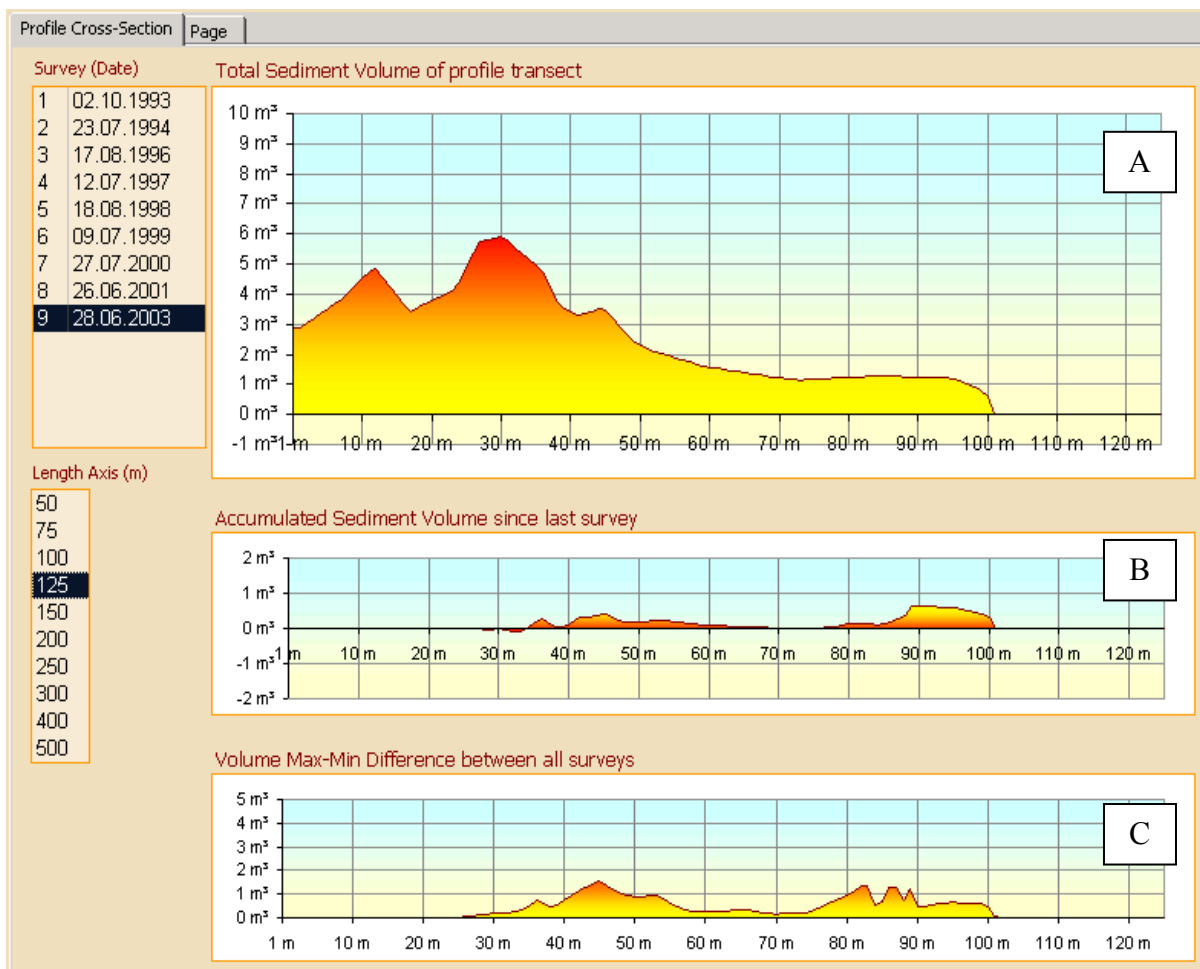 Profile Cross-Section Page
Survey (Date)
1 02.10.1993
2 23.07.1994
3 17.08.1996
4 12.07.1997
5 18.08.1998
6 09.07.1999
7 27.07.2000
8 26.06.2001
9 28.06.2003
Length Axis (m)
50
75
100
125
150
200
250
300
400
500
Total Sediment Volume of profile transect
A
10 m³
9 m³
8 m³
7 m³
6 m³
5 m³
4 m³
3 m³
2 m³
1 m³
0 m³
-1 m³
1 m 10 m 20 m 30 m 40 m 50 m 60 m 70 m 80 m 90 m 100 m 110 m 120 m
Accumulated Sediment Volume since last survey
B
2 m³
1 m³
0 m³
-1 m³
-2 m³
1 m 10 m 20 m 30 m 40 m 50 m 60 m 70 m 80 m 90 m 100 m 110 m 120 m
Volume Max-Min Difference between all surveys
C
5 m³
4 m³
3 m³
2 m³
1 m³
0 m³
1 m 10 m 20 m 30 m 40 m 50 m 60 m 70 m 80 m 90 m 100 m 110 m 120 m